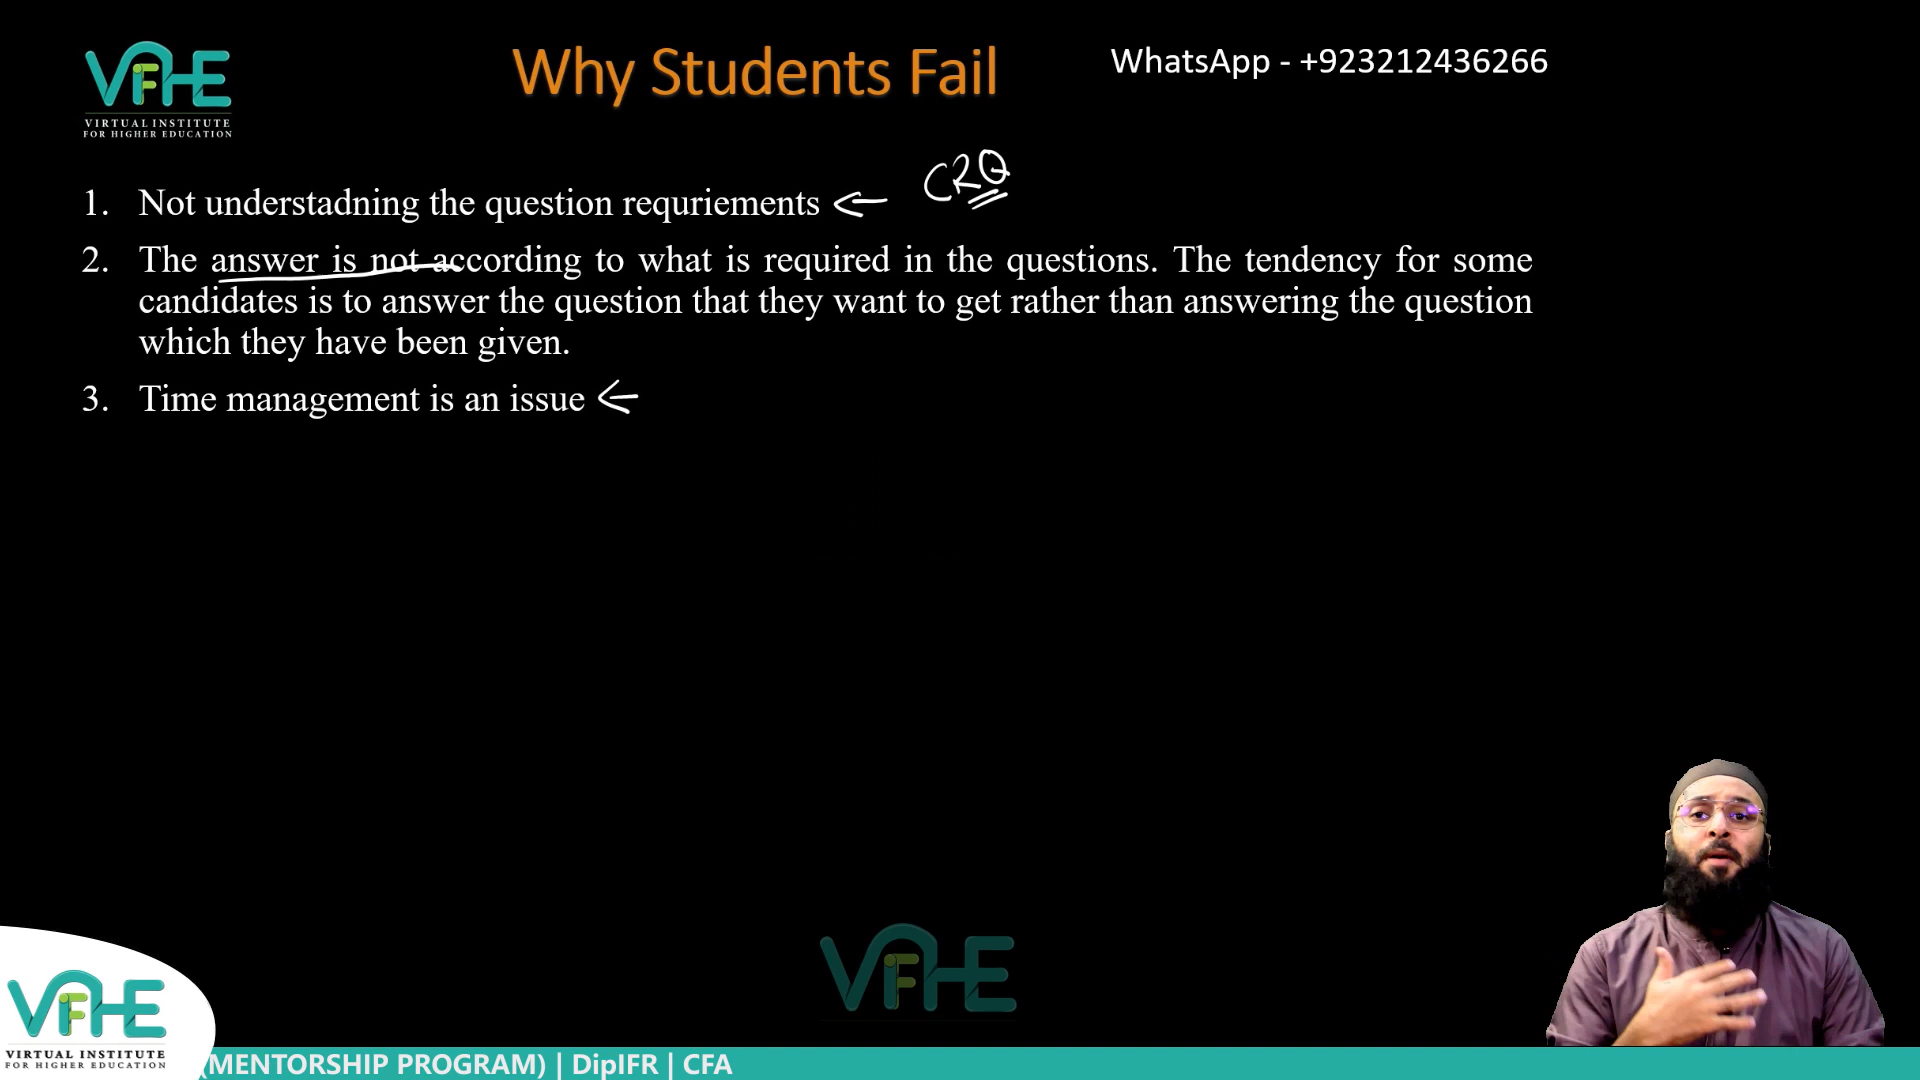 VIFHE
VIRTUAL INSTITUTE
FOR HIGHER EDUCATION
Why Students Fail
WhatsApp - +923212436266
CRQ
1. Not understadning the question requriements
2. The answer is not according to what is required in the questions. The tendency for some
candidates is to answer the question that they want to get rather than answering the question
which they have been given.
3. Time management is an issue
VIFHE
VIFHE
VIRTUAL INSTITUTE
FOR HIGHER EDUCATION
(MENTORSHIP PROGRAM) | DipIFR | CFA